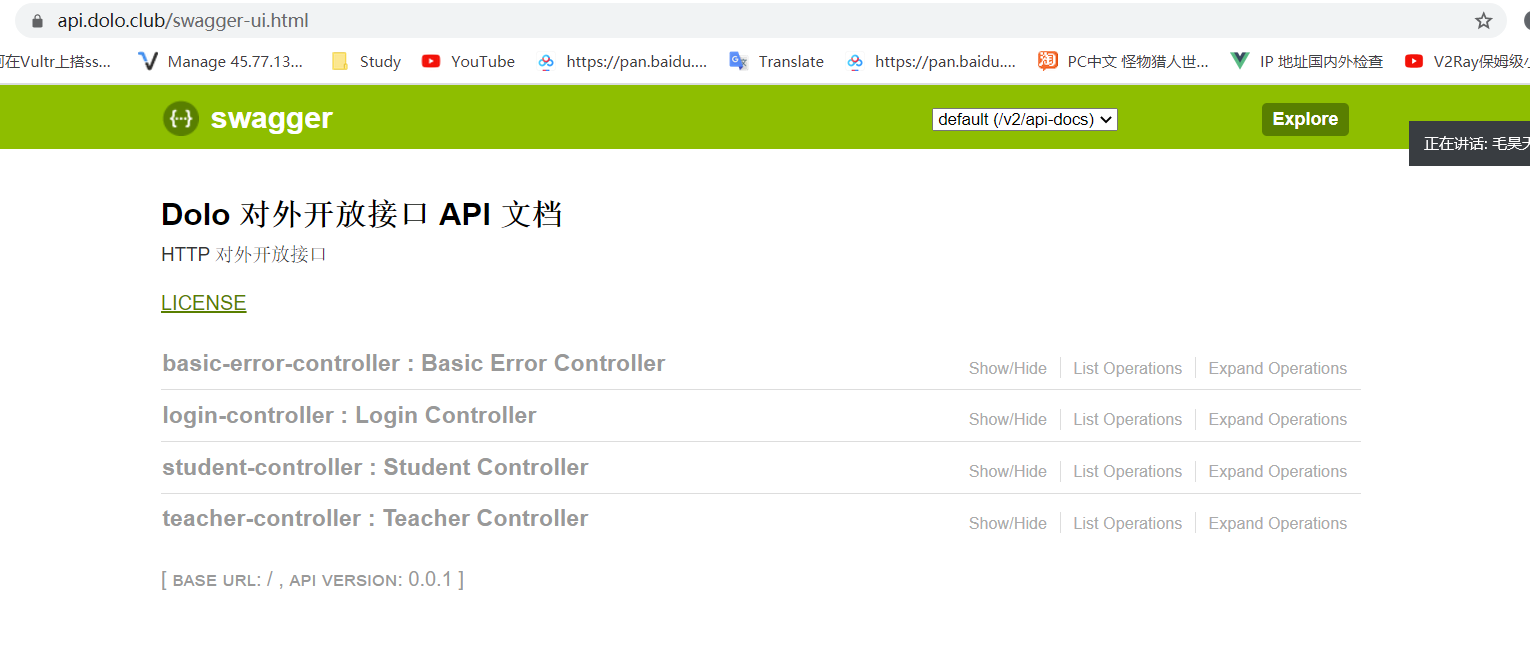 api.dolo.club/swagger-ui.html
在Vultr上搭ss... Manage 45.77.13... Study YouTube https://pan.baidu.... Translate https://pan.baidu.... PC中文 怪物猎人世... IP 地址国内外检查 V2Ray保姆级
swagger default (/v2/api-docs) Explore
正在讲话: 毛昊
Dolo 对外开放接口 API 文档
HTTP 对外开放接口
LICENSE
basic-error-controller : Basic Error Controller Show/Hide List Operations Expand Operations
login-controller : Login Controller Show/Hide List Operations Expand Operations
student-controller : Student Controller Show/Hide List Operations Expand Operations
teacher-controller : Teacher Controller Show/Hide List Operations Expand Operations
[ BASE URL: / , API VERSION: 0.0.1 ]